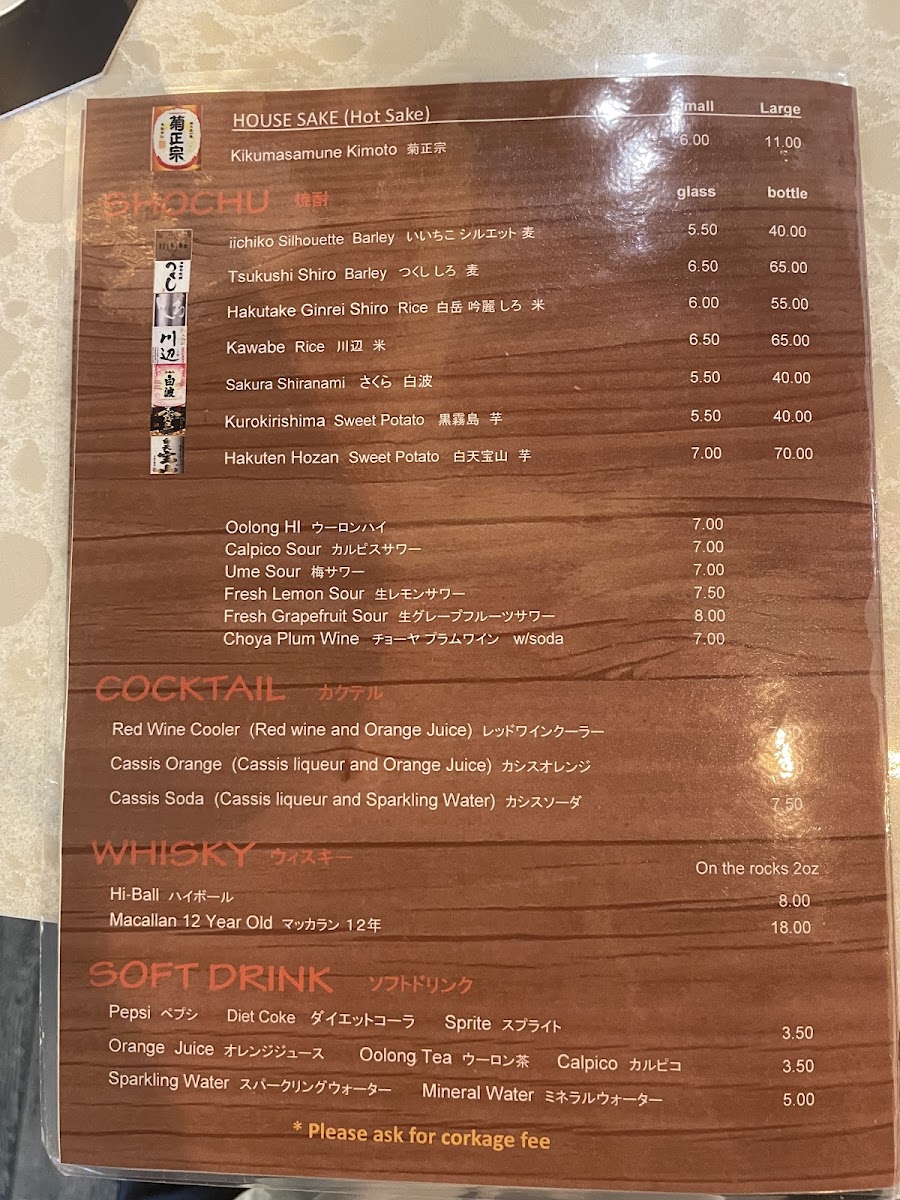 菊正宗
HOUSE SAKE (Hot Sake) Large
Kikumasamune Kimoto 菊正宗 6.00 11.00
SHOCHU 焼酎 glass bottle
iichiko Silhouette Barley いいちこ シルエット 麦 5.50 40.00
Tsukushi Shiro Barley つくし しろ 麦 6.50 65.00
Hakutake Ginrei Shiro Rice 白岳 吟麗 しろ 米 6.00 55.00
Kawabe Rice 川辺 米 6.50 65.00
Sakura Shiranami さくら 白波 5.50 40.00
Kurokirishima Sweet Potato 黒霧島 芋 5.50 40.00
Hakuten Hozan Sweet Potato 白天宝山 芋 7.00 70.00
つくし
しろ
川辺
白波
Oolong HI ウーロンハイ 7.00
Calpico Sour カルピスサワー 7.00
Ume Sour 梅サワー 7.00
Fresh Lemon Sour 生レモンサワー 7.50
Fresh Grapefruit Sour 生グレープフルーツサワー 8.00
Choya Plum Wine チョーヤ プラムワイン w/soda 7.00
COCKTAIL カクテル
Red Wine Cooler (Red wine and Orange Juice) レッドワインクーラー
Cassis Orange (Cassis liqueur and Orange Juice) カシスオレンジ
Cassis Soda (Cassis liqueur and Sparkling Water) カシスソーダ 7.50
WHISKY ウィスキー On the rocks 2oz
Hi-Ball ハイボール 8.00
Macallan 12 Year Old マッカラン 12年 18.00
SOFT DRINK ソフトドリンク
Pepsi ペプシ Diet Coke ダイエットコーラ Sprite スプライト 3.50
Orange Juice オレンジジュース Oolong Tea ウーロン茶 Calpico カルピコ 3.50
Sparkling Water スパークリングウォーター Mineral Water ミネラルウォーター 5.00
* Please ask for corkage fee